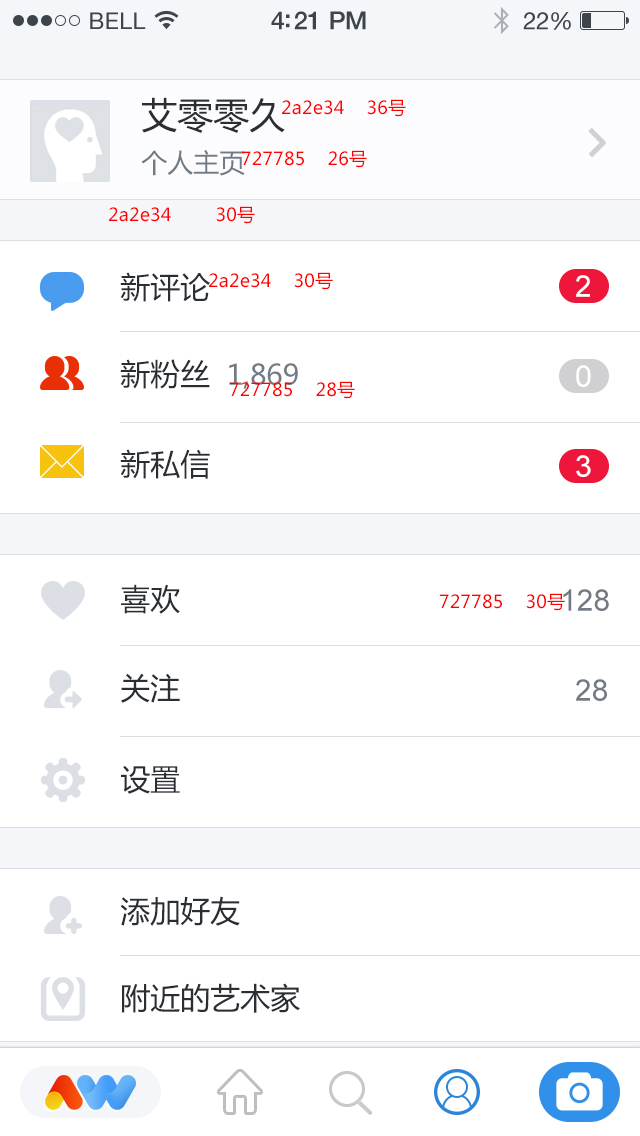 BELL 4:21 PM 22%
艾零零久 2a2e34 36号
个人主页 727785 26号
2a2e34 30号
新评论 2a2e34 30号 2
新粉丝 1,869 0
727785 28号
新私信 3
喜欢 727785 30号 128
关注 28
设置
添加好友
附近的艺术家
AW